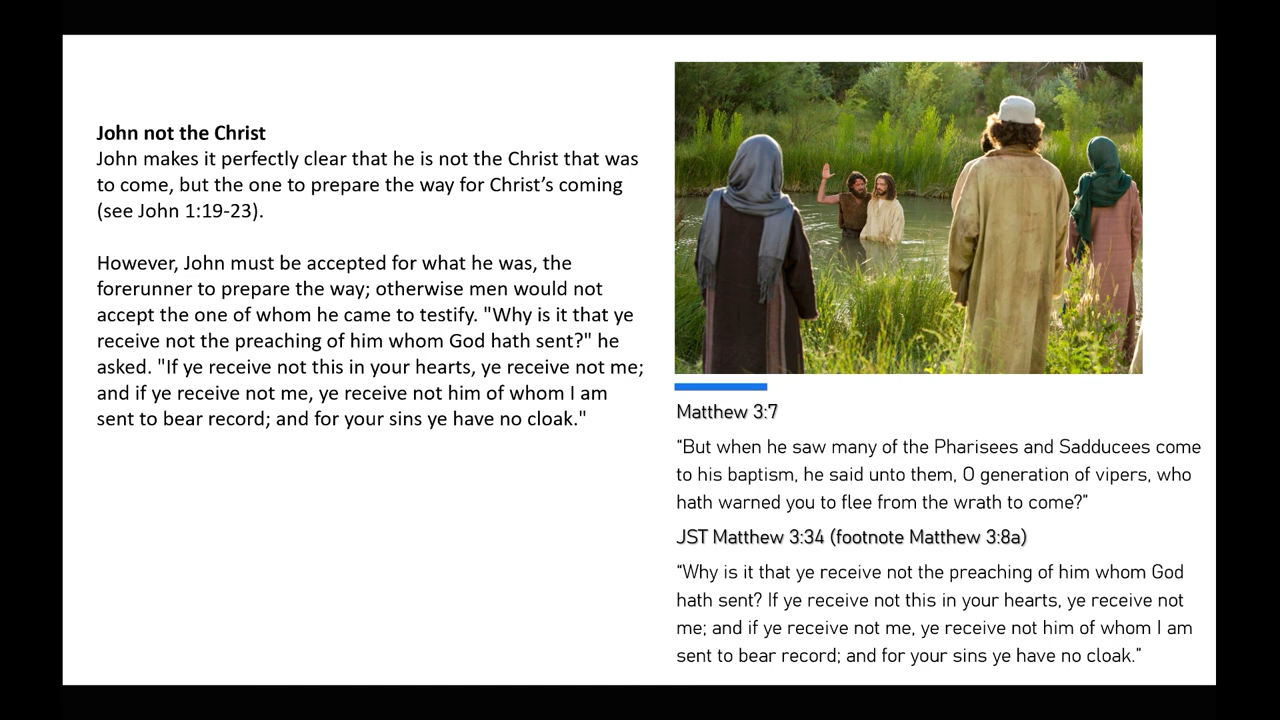 John not the Christ
John makes it perfectly clear that he is not the Christ that was
to come, but the one to prepare the way for Christ’s coming
(see John 1:19-23).
However, John must be accepted for what he was, the
forerunner to prepare the way; otherwise men would not
accept the one of whom he came to testify. "Why is it that ye
receive not the preaching of him whom God hath sent?" he
asked. "If ye receive not this in your hearts, ye receive not me;
and if ye receive not me, ye receive not him of whom I am
sent to bear record; and for your sins ye have no cloak."
Matthew 3:7
“But when he saw many of the Pharisees and Sadducees come
to his baptism, he said unto them, O generation of vipers, who
hath warned you to flee from the wrath to come?”
JST Matthew 3:34 (footnote Matthew 3:8a)
“Why is it that ye receive not the preaching of him whom God
hath sent? If ye receive not this in your hearts, ye receive not
me; and if ye receive not me, ye receive not him of whom I am
sent to bear record; and for your sins ye have no cloak.”